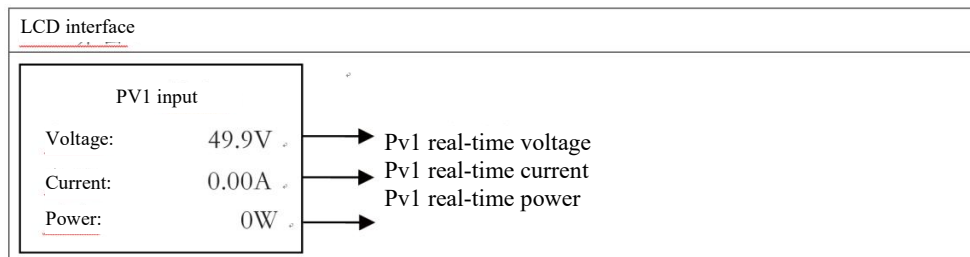 LCD interface
PV1 input
Voltage: 49.9V
Current: 0.00A
Power: 0W
Pv1 real-time voltage
Pv1 real-time current
Pv1 real-time power